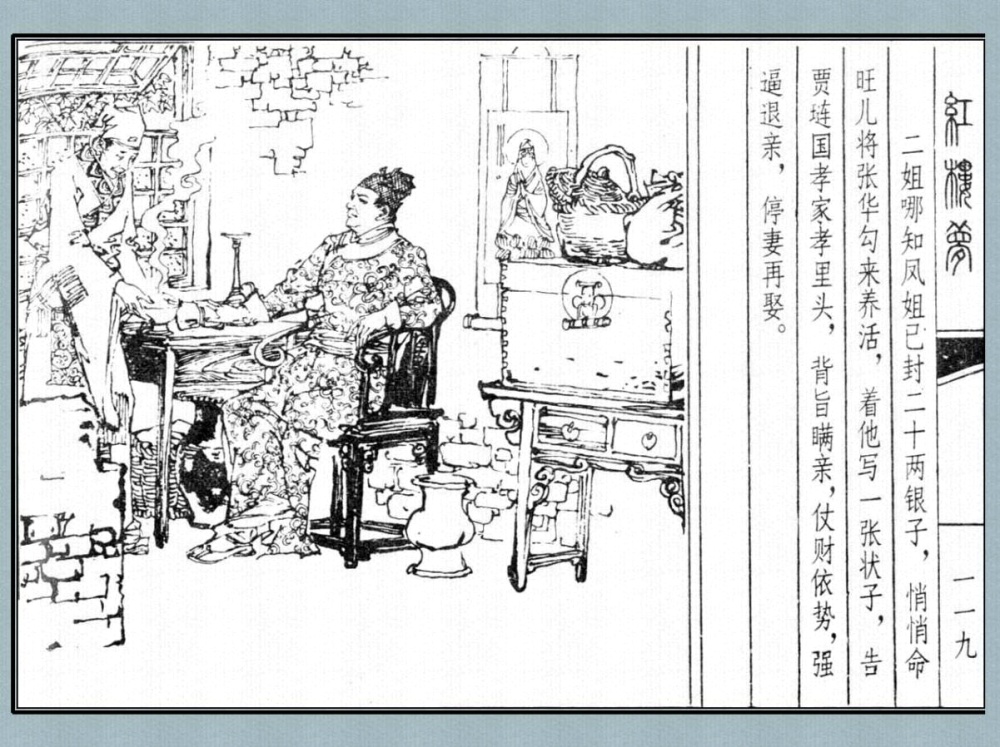 紅樓夢
一一九
二姐哪知凤姐已封二十两银子，悄悄命
旺儿将张华勾来养活，着他写一张状子，告
贾琏国孝家孝里头，背旨瞒亲，仗财依势，强
逼退亲，停妻再娶。